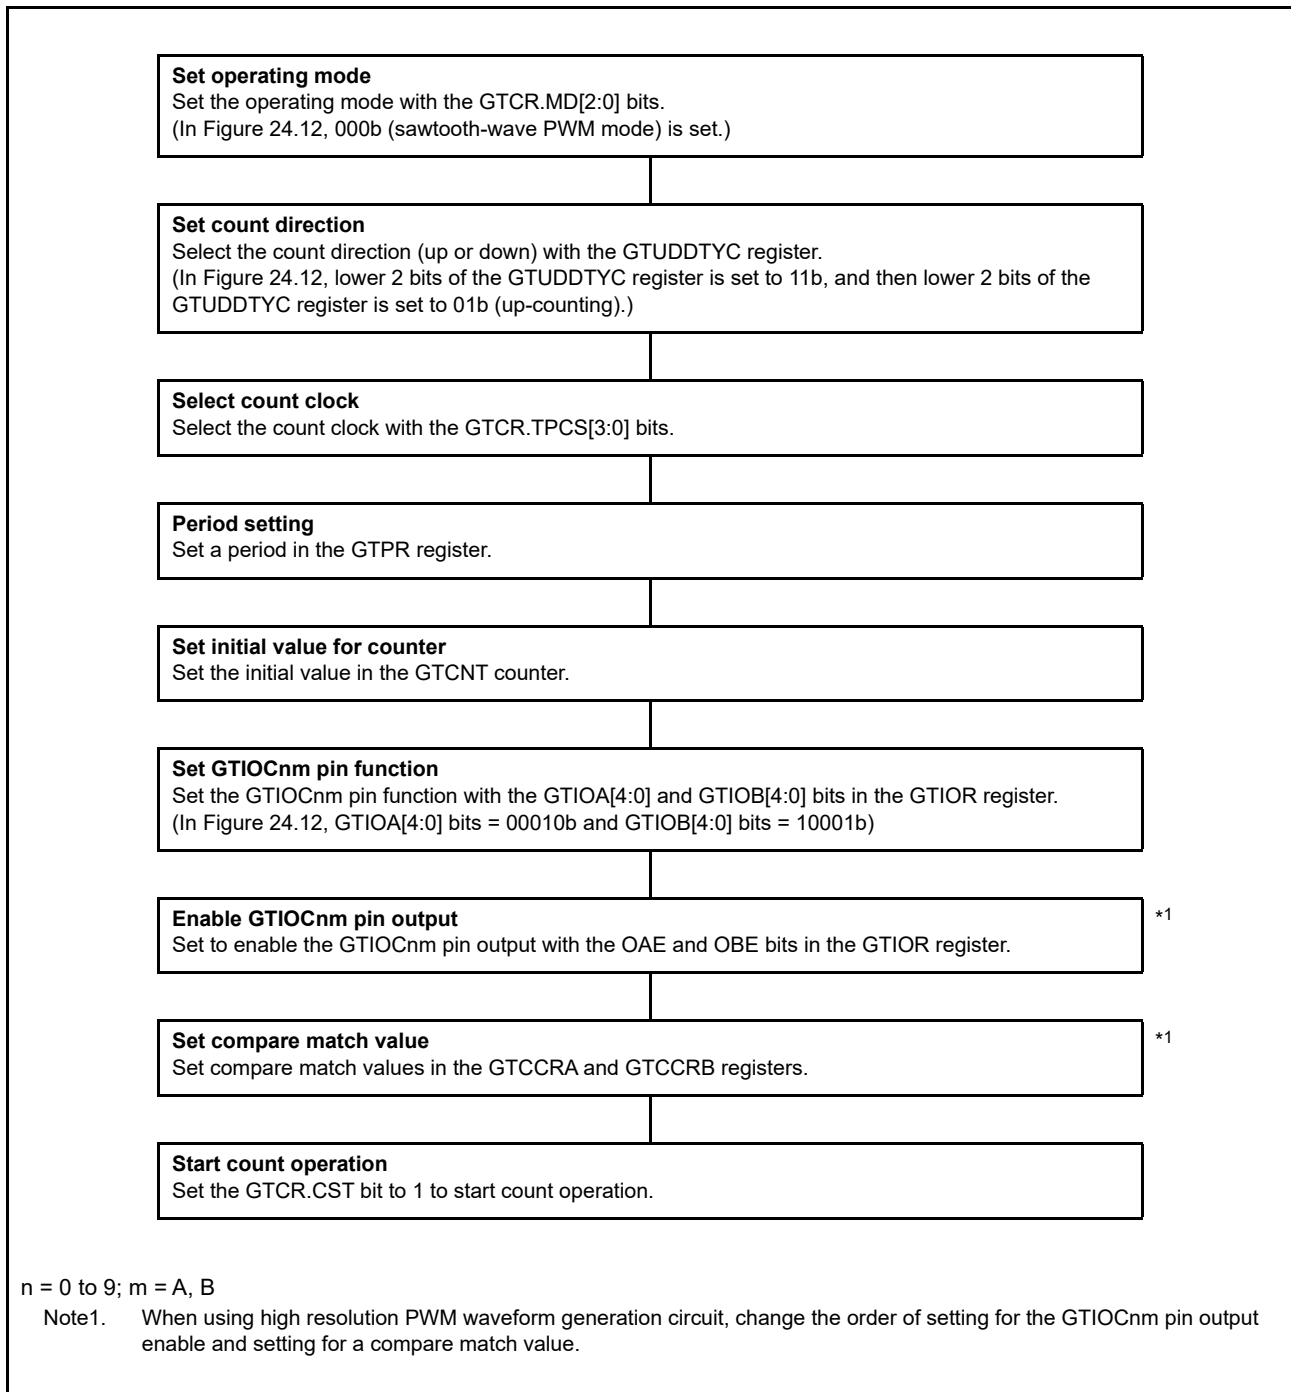 Set operating mode
Set the operating mode with the GTCR.MD[2:0] bits.
(In Figure 24.12, 000b (sawtooth-wave PWM mode) is set.)
Set count direction
Select the count direction (up or down) with the GTUDDTYC register.
(In Figure 24.12, lower 2 bits of the GTUDDTYC register is set to 11b, and then lower 2 bits of the
GTUDDTYC register is set to 01b (up-counting).)
Select count clock
Select the count clock with the GTCR.TPCS[3:0] bits.
Period setting
Set a period in the GTPR register.
Set initial value for counter
Set the initial value in the GTCNT counter.
Set GTIOCnm pin function
Set the GTIOCnm pin function with the GTIOA[4:0] and GTIOB[4:0] bits in the GTIOR register.
(In Figure 24.12, GTIOA[4:0] bits = 00010b and GTIOB[4:0] bits = 10001b)
Enable GTIOCnm pin output *1
Set to enable the GTIOCnm pin output with the OAE and OBE bits in the GTIOR register.
Set compare match value *1
Set compare match values in the GTCCRA and GTCCRB registers.
Start count operation
Set the GTCR.CST bit to 1 to start count operation.
n = 0 to 9; m = A, B
Note1. When using high resolution PWM waveform generation circuit, change the order of setting for the GTIOCnm pin output
enable and setting for a compare match value.